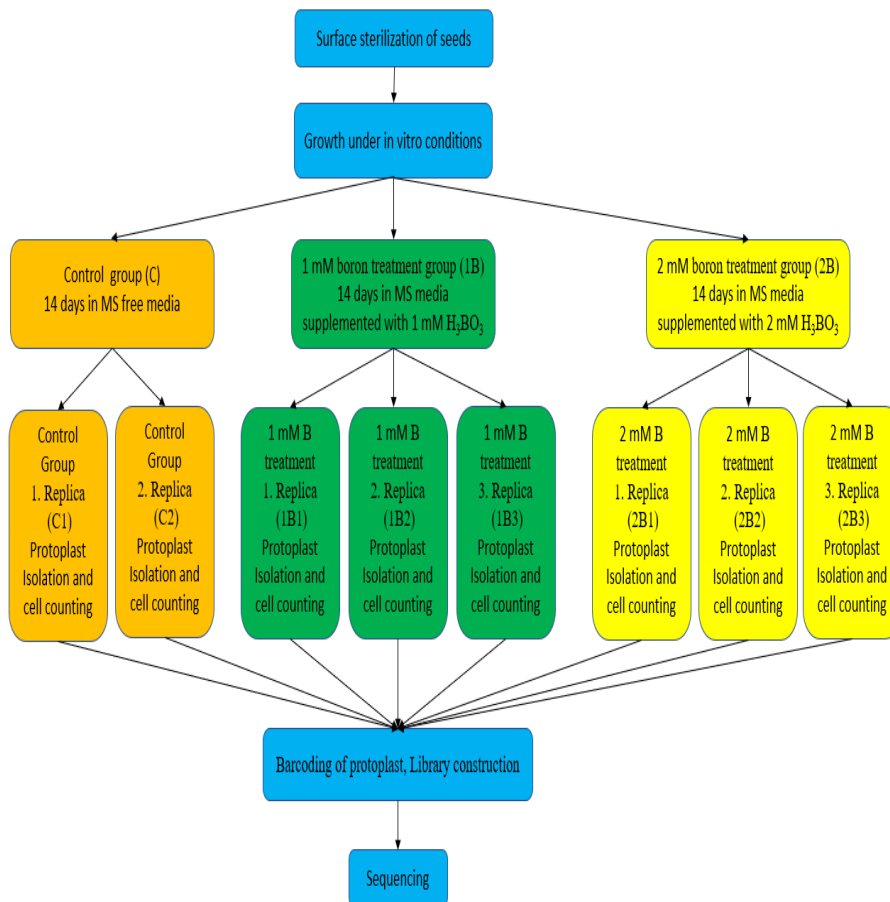 Surface sterilization of seeds
Growth under in vitro conditions
Control group (C)
14 days in MS free media
1 mM boron treatment group (1B)
14 days in MS media
supplemented with 1 mM H₃BO₃
2 mM boron treatment group (2B)
14 days in MS media
supplemented with 2 mM H₃BO₃
Control
Group
1. Replica
(C1)
Protoplast
Isolation and
cell counting
Control
Group
2. Replica
(C2)
Protoplast
Isolation and
cell counting
1 mM B
treatment
1. Replica
(1B1)
Protoplast
Isolation and
cell counting
1 mM B
treatment
2. Replica
(1B2)
Protoplast
Isolation and
cell counting
1 mM B
treatment
3. Replica
(1B3)
Protoplast
Isolation and
cell counting
2 mM B
treatment
1. Replica
(2B1)
Protoplast
Isolation and
cell counting
2 mM B
treatment
2. Replica
(2B2)
Protoplast
Isolation and
cell counting
2 mM B
treatment
3. Replica
(2B3)
Protoplast
Isolation and
cell counting
Barcoding of protoplast, Library construction
Sequencing